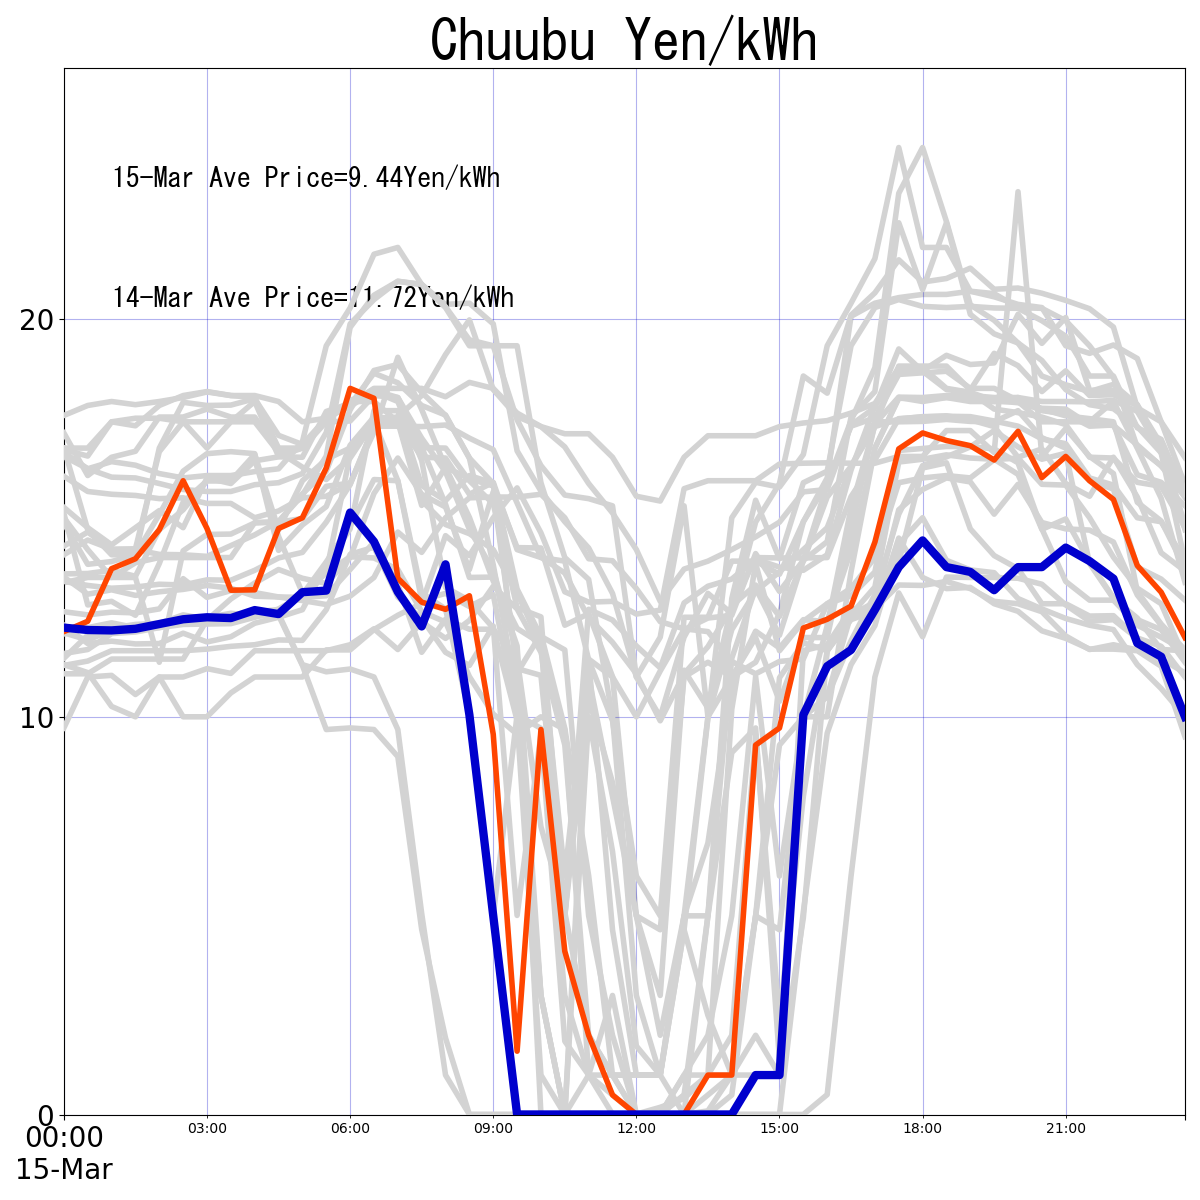 Chuubu Yen/kWh
15-Mar Ave Price=9.44Yen/kWh
14-Mar Ave Price=11.72Yen/kWh
20
10
0
00:00 03:00 06:00 09:00 12:00 15:00 18:00 21:00
15-Mar